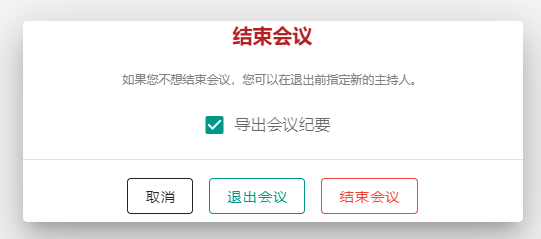 结束会议
如果您不想结束会议，您可以在退出前指定新的主持人。
导出会议纪要
取消 退出会议 结束会议